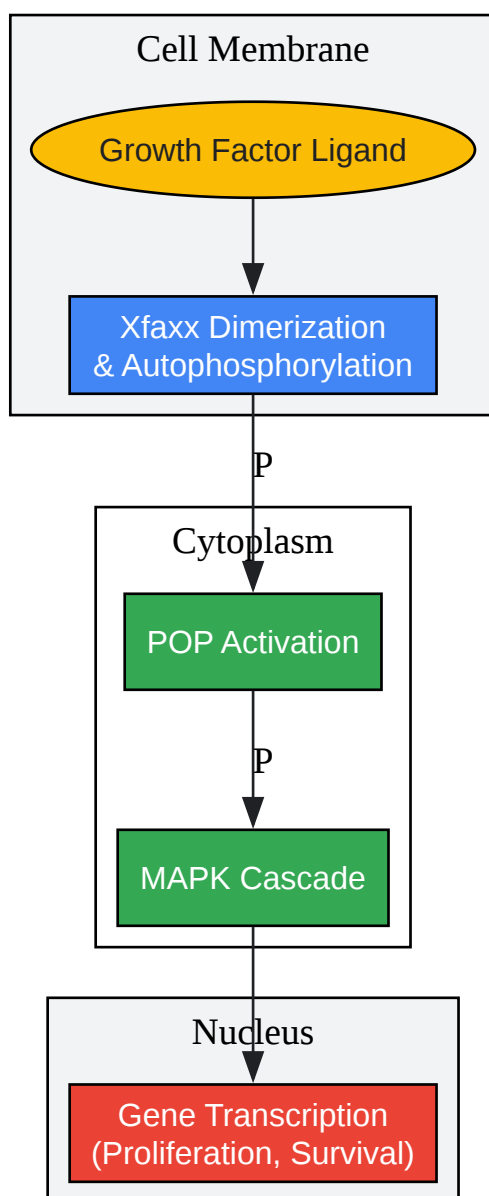 Cell Membrane
Growth Factor Ligand
Xfaxx Dimerization
& Autophosphorylation
P
Cytoplasm
POP Activation
P
MAPK Cascade
Nucleus
Gene Transcription
(Proliferation, Survival)